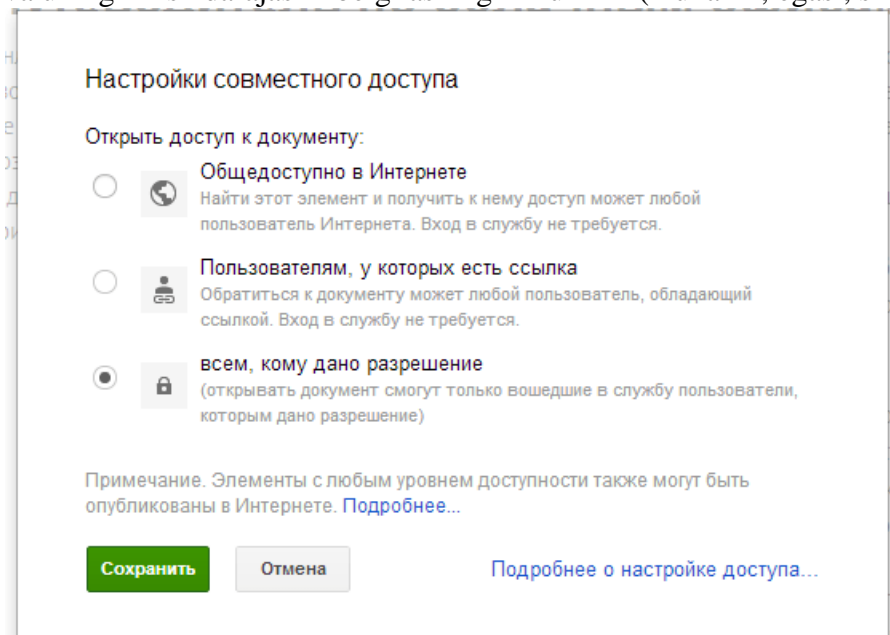 Настройки совместного доступа
Открыть доступ к документу:
Общедоступно в Интернете
Найти этот элемент и получить к нему доступ может любой
пользователь Интернета. Вход в службу не требуется.
Пользователям, у которых есть ссылка
Обратиться к документу может любой пользователь, обладающий
ссылкой. Вход в службу не требуется.
всем, кому дано разрешение
(открывать документ смогут только вошедшие в службу пользователи,
которым дано разрешение)
Примечание. Элементы с любым уровнем доступности также могут быть
опубликованы в Интернете. Подробнее...
Сохранить
Отмена
Подробнее о настройке доступа...